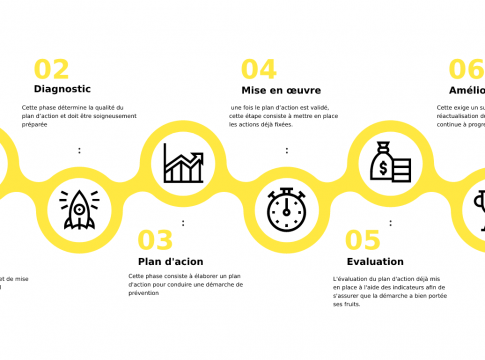 02
Diagnostic
Cette phase détermine la qualité du
plan d'action et doit être soigneusement
préparée
:
04
Mise en œuvre
une fois le plan d'action est validé,
cette étape consiste à mettre en place
les actions déjà fixées.
:
06
Amélio
Cette exige un su
réactualisation d
continue à progre
et de mise
:
03
Plan d'acion
Cette phase consiste à élaborer un plan
d'action pour conduire une démarche de
prévention
$
:
05
Evaluation
L'évaluation du plan d'action déjà mis
en place à l'aide des indicateurs afin de
s'assurer que la démarche a bien portée
ses fruits.